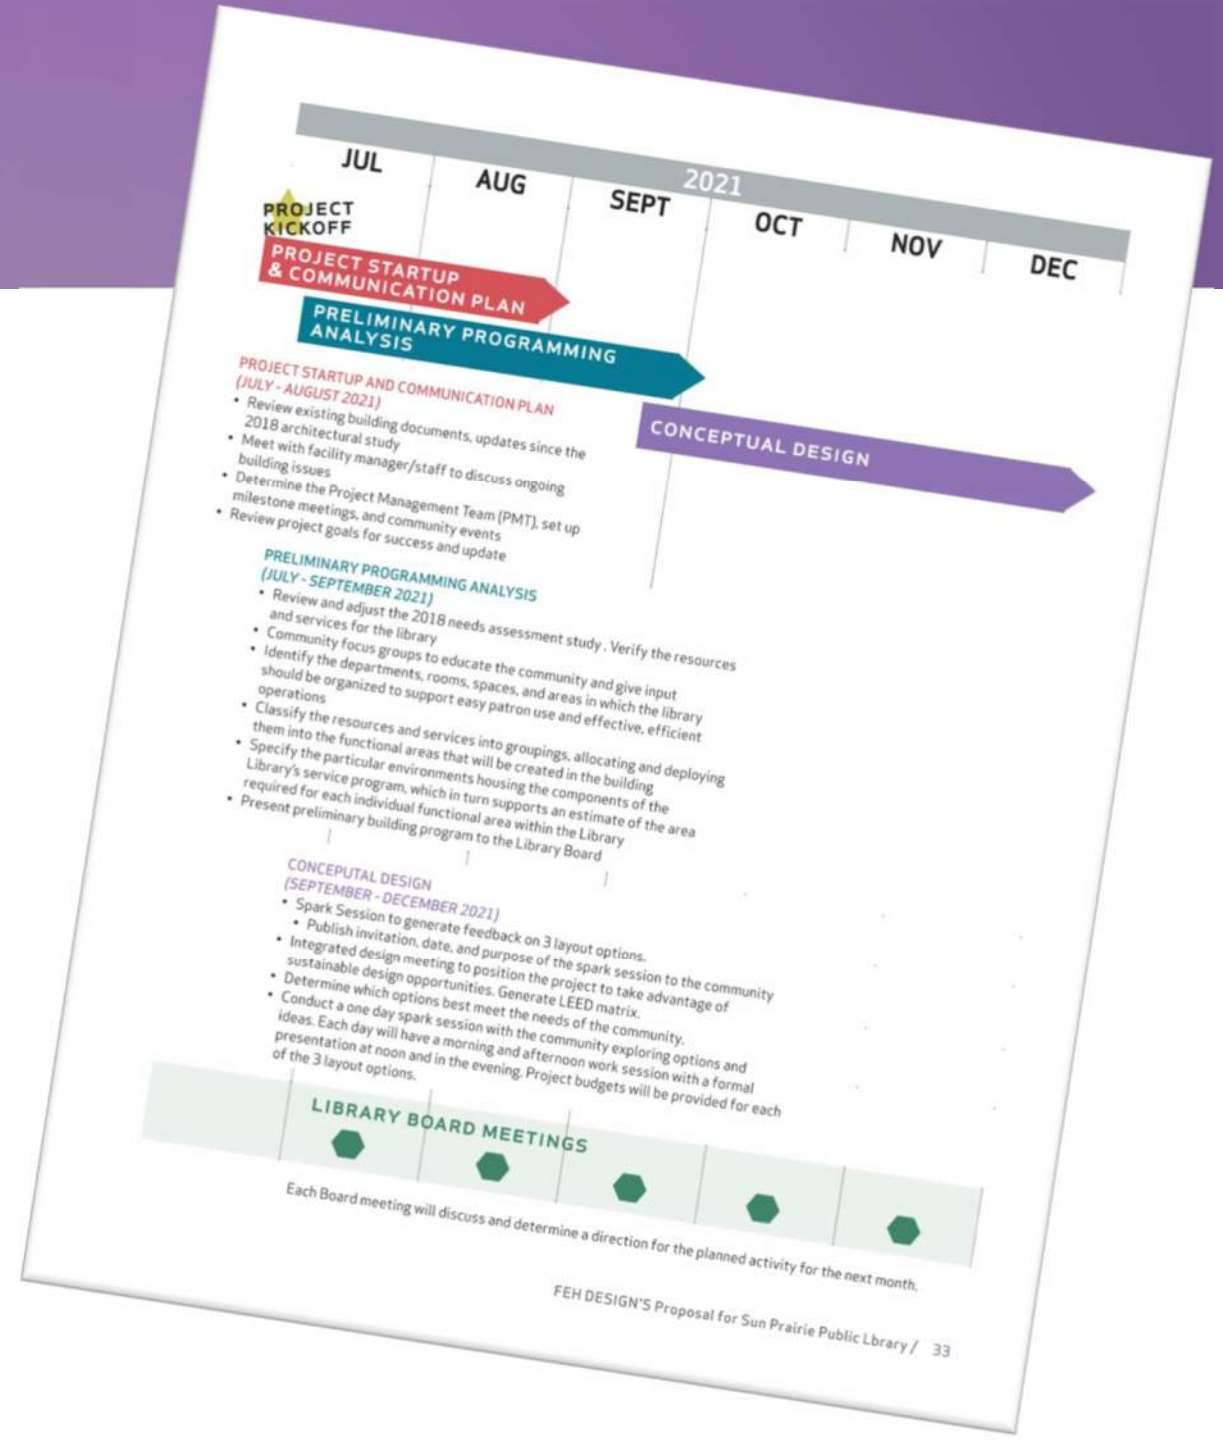 2021
JUL
AUG
SEPT
OCT
NOV
DEC
PROJECT
KICKOFF
PROJECT STARTUP
& COMMUNICATION PLAN
PRELIMINARY PROGRAMMING
ANALYSIS
CONCEPTUAL DESIGN
PROJECT STARTUP AND COMMUNICATION PLAN
(JULY - AUGUST 2021)
• Review existing building documents, updates since the
2018 architectural study
• Meet with facility manager/staff to discuss ongoing
building issues
• Determine the Project Management Team (PMT), set up
milestone meetings, and community events
• Review project goals for success and update
PRELIMINARY PROGRAMMING ANALYSIS
(JULY - SEPTEMBER 2021)
• Review and adjust the 2018 needs assessment study . Verify the resources
and services for the library
• Community focus groups to educate the community and give input
• Identify the departments, rooms, spaces, and areas in which the library
should be organized to support easy patron use and effective, efficient
operations
• Classify the resources and services into groupings, allocating and deploying
them into the functional areas that will be created in the building
• Specify the particular environments housing the components of the
Library's service program, which in turn supports an estimate of the area
required for each individual functional area within the Library
• Present preliminary building program to the Library Board
CONCEPUTAL DESIGN
(SEPTEMBER - DECEMBER 2021)
• Spark Session to generate feedback on 3 layout options.
• Publish invitation, date, and purpose of the spark session to the community
• Integrated design meeting to position the project to take advantage of
sustainable design opportunities. Generate LEED matrix.
• Determine which options best meet the needs of the community.
• Conduct a one day spark session with the community exploring options and
ideas. Each day will have a morning and afternoon work session with a formal
presentation at noon and in the evening. Project budgets will be provided for each
of the 3 layout options.
LIBRARY BOARD MEETINGS
Each Board meeting will discuss and determine a direction for the planned activity for the next month.
FEH DESIGN'S Proposal for Sun Prairie Public Lbrary / 33